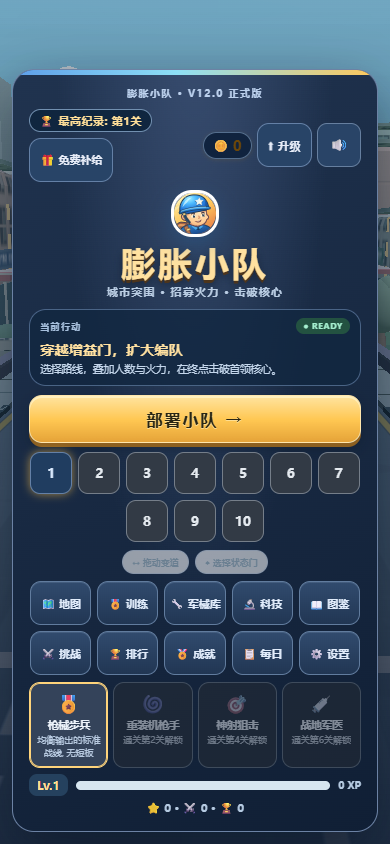 膨胀小队 • V12.0 正式版
最高纪录: 第1关
免费补给
0
升级
膨胀小队
城市突围 • 招募火力 • 击破核心
当前行动
READY
穿越增益门，扩大编队
选择路线，叠加人数与火力，在终点击破首领核心。
部署小队 →
1 2 3 4 5 6 7
8 9 10
↔ 拖动变道 • 选择状态门
地图 训练 军械库 科技 图鉴
挑战 排行 成就 每日 设置
枪械步兵 重装机枪手 神射狙击 战地军医
均衡输出的标准战线, 无短板 通关第2关解锁 通关第4关解锁 通关第6关解锁
Lv.1 0 XP
0 • 0 • 0